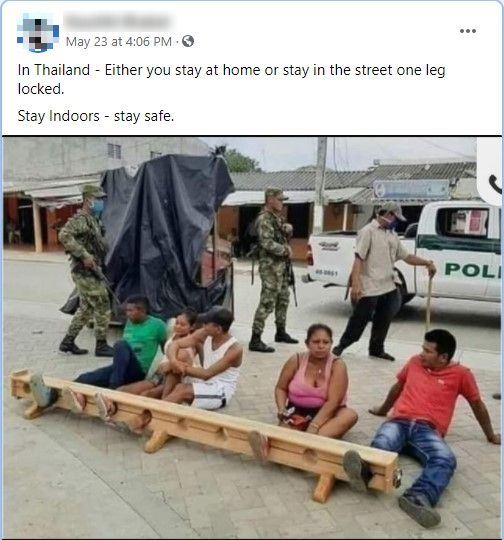 May 23 at 4:06 PM ·
In Thailand - Either you stay at home or stay in the street one leg
locked.
Stay Indoors - stay safe.
POLI